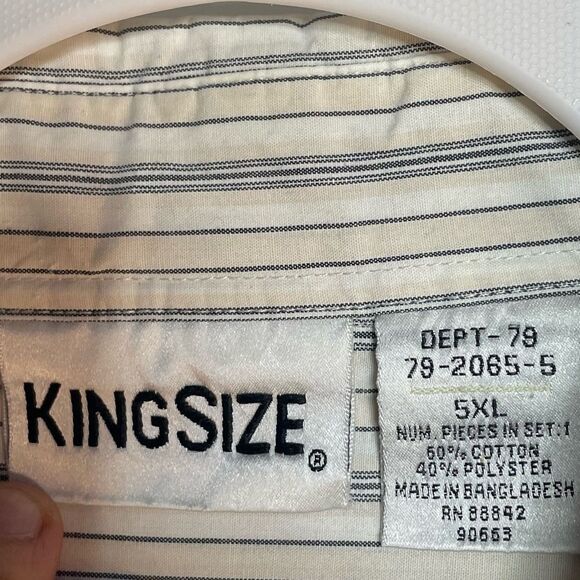 KINGSIZE®
DEPT-79
79-2065-5
5XL
NUM. PIECES IN SET:1
60% COTTON
40% POLYSTER
MADE IN BANGLADESH
RN 88842
90663